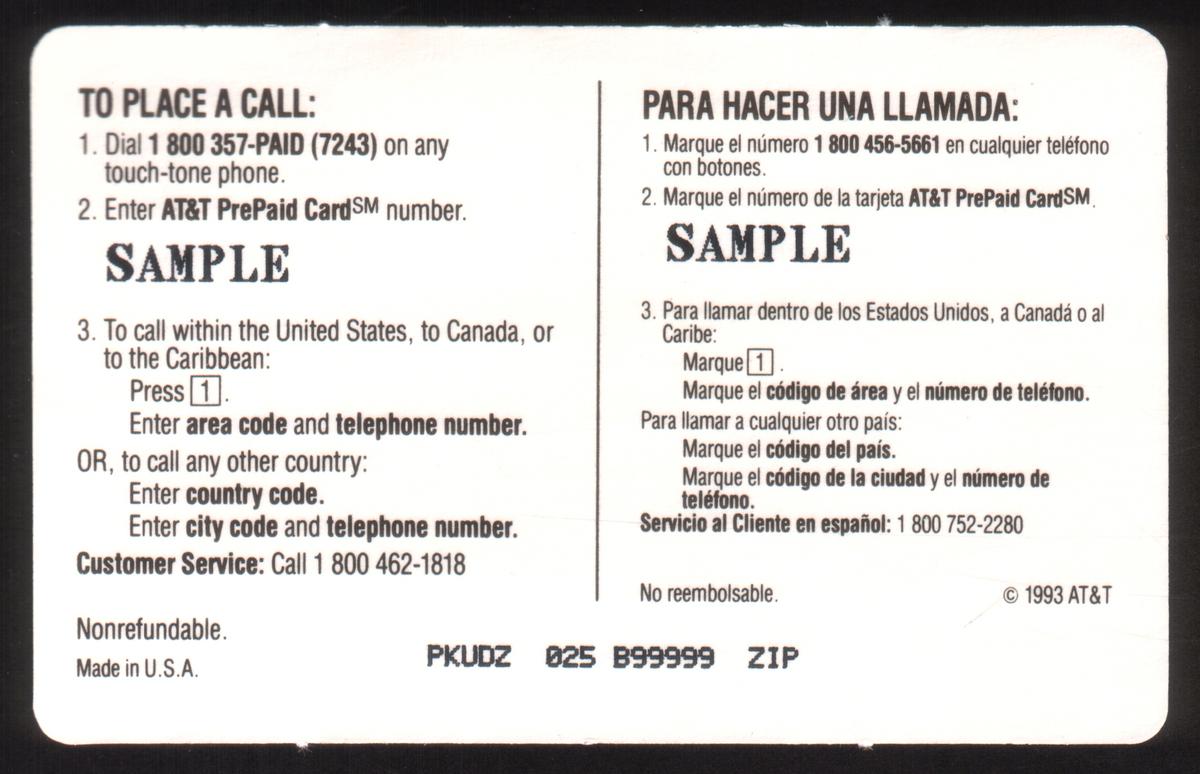 TO PLACE A CALL:
1. Dial 1 800 357-PAID (7243) on any
touch-tone phone.
2. Enter AT&T PrePaid CardSM number.
SAMPLE
3. To call within the United States, to Canada, or
to the Caribbean:
Press 1.
Enter area code and telephone number.
OR, to call any other country:
Enter country code.
Enter city code and telephone number.
Customer Service: Call 1 800 462-1818
Nonrefundable.
Made in U.S.A.
PARA HACER UNA LLAMADA:
1. Marque el número 1 800 456-5661 en cualquier teléfono
con botones.
2. Marque el número de la tarjeta AT&T PrePaid CardSM.
SAMPLE
3. Para llamar dentro de los Estados Unidos, a Canadá o al
Caribe:
Marque 1 .
Marque el código de área y el número de teléfono.
Para llamar a cualquier otro país:
Marque el código del país.
Marque el código de la ciudad y el número de
teléfono.
Servicio al Cliente en español: 1 800 752-2280
No reembolsable. © 1993 AT&T
PKUDZ 025 B99999 ZIP